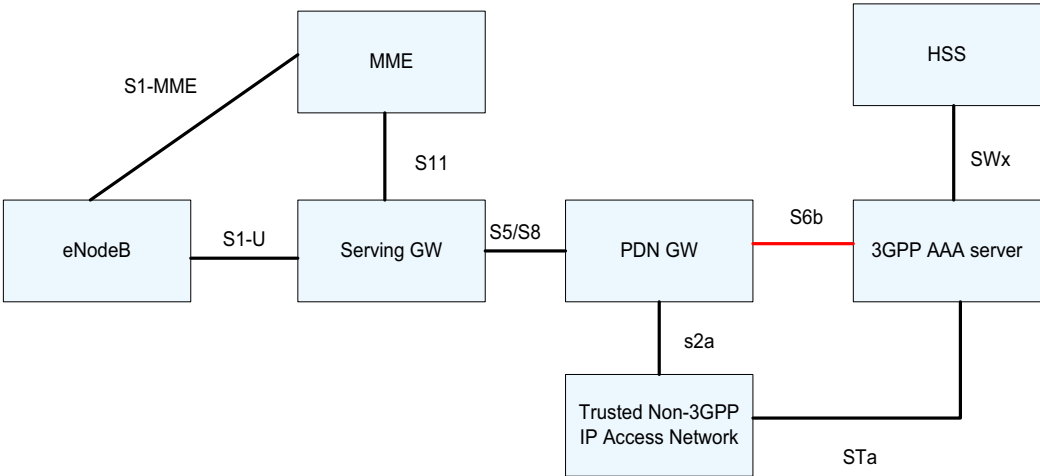 MME
HSS
S1-MME
S11
SWx
eNodeB
S1-U
Serving GW
S5/S8
PDN GW
S6b
3GPP AAA server
s2a
Trusted Non-3GPP
IP Access Network
STa